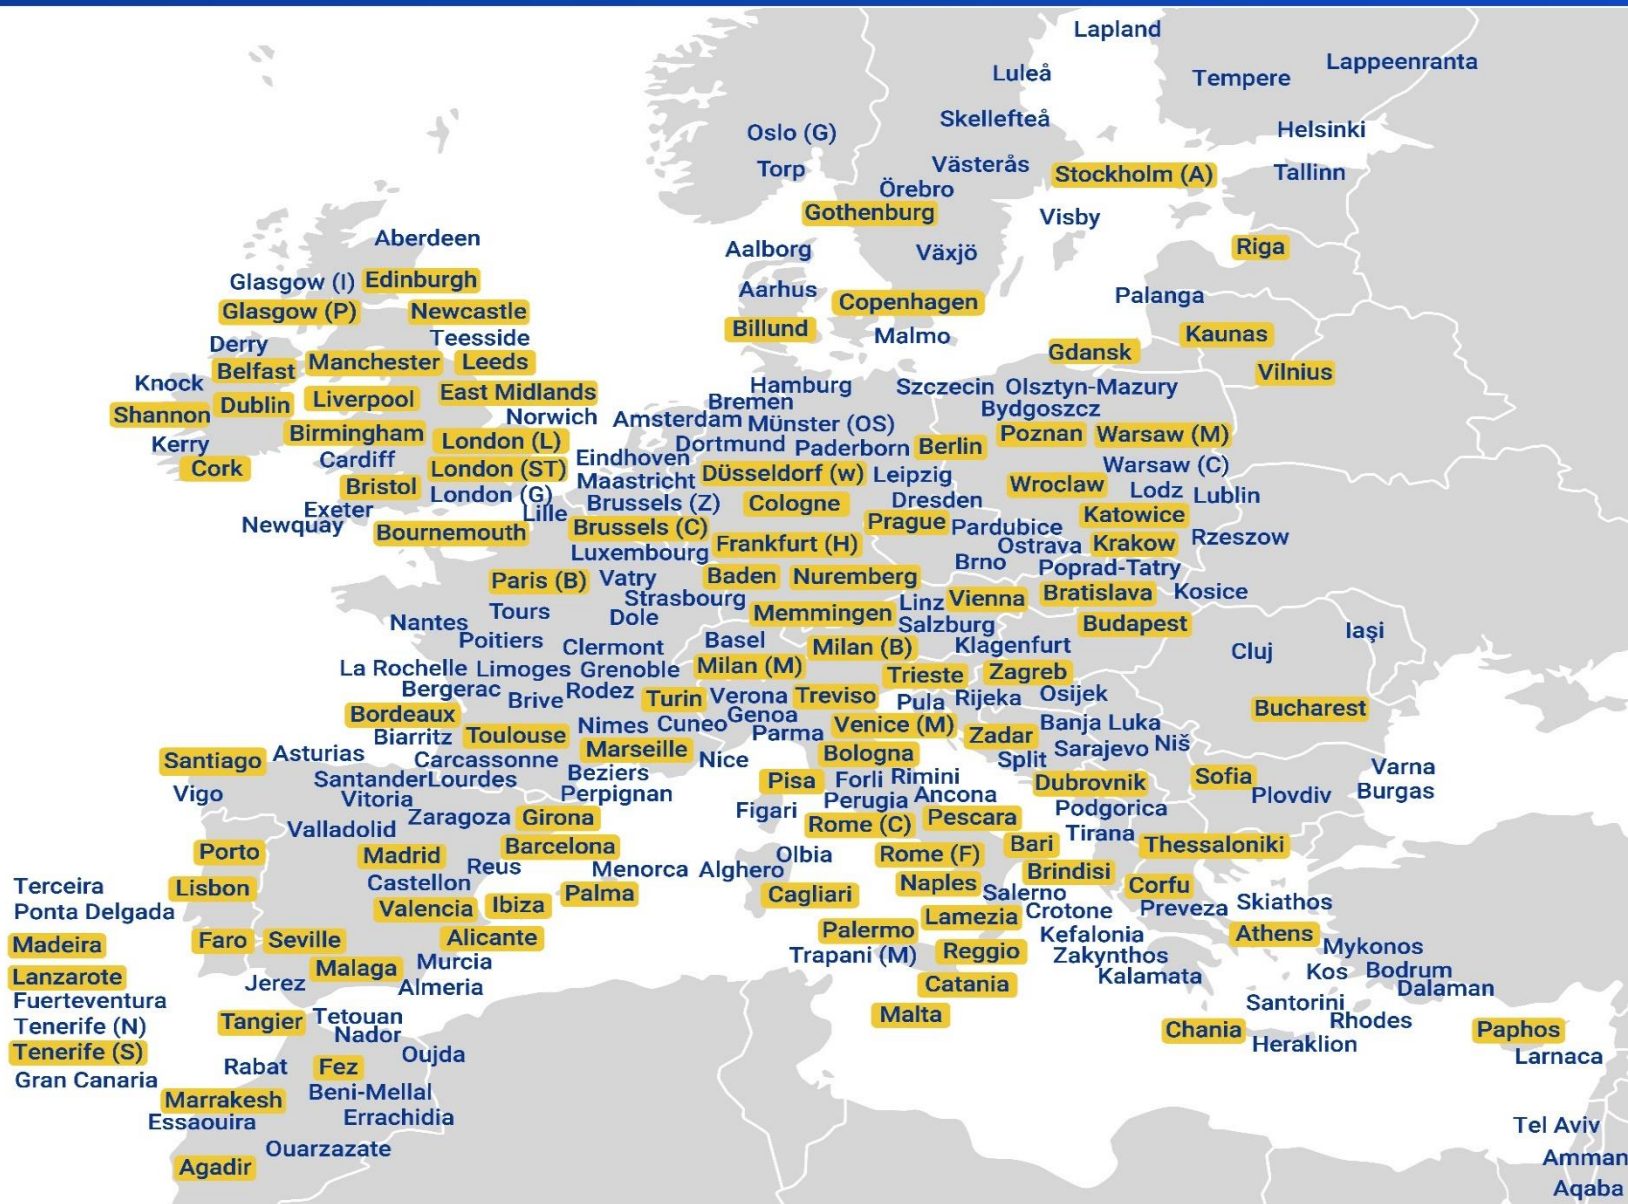 Lapland
Lappeenranta
Luleå
Tempere
Skellefteå
Helsinki
Oslo (G)
Västerås
Torp
Stockholm (A)
Tallinn
Örebro
Gothenburg
Visby
Aberdeen
Aalborg
Växjö
Riga
Glasgow (I)
Edinburgh
Aarhus
Copenhagen
Palanga
Glasgow (P)
Newcastle
Billund
Malmo
Kaunas
Teesside
Derry
Gdansk
Belfast
Manchester
Leeds
Vilnius
Knock
Hamburg
Szczecin
Olsztyn-Mazury
East Midlands
Shannon
Dublin
Liverpool
Bremen
Bydgoszcz
Norwich
Amsterdam
Münster (OS)
Birmingham
London (L)
Dortmund
Paderborn
Berlin
Poznan
Warsaw (M)
Kerry
Cardiff
Eindhoven
Warsaw (C)
Cork
London (ST)
Maastricht
Düsseldorf (w)
Leipzig
Bristol
London (G)
Wroclaw
Lodz
Lublin
Exeter
Lille
Brussels (Z)
Cologne
Dresden
Katowice
Newquay
Bournemouth
Brussels (C)
Prague
Pardubice
Luxembourg
Frankfurt (H)
Ostrava
Krakow
Rzeszow
Brno
Poprad-Tatry
Paris (B)
Vatry
Baden
Nuremberg
Strasbourg
Linz
Vienna
Bratislava
Kosice
Tours
Dole
Memmingen
Nantes
Salzburg
Budapest
Poitiers
Clermont
Basel
Milan (B)
Klagenfurt
Cluj
Iaşi
La Rochelle
Limoges
Grenoble
Milan (M)
Trieste
Zagreb
Bergerac
Brive
Rodez
Turin
Verona
Treviso
Pula
Rijeka
Osijek
Bordeaux
Genoa
Bucharest
Biarritz
Toulouse
Nimes
Cuneo
Parma
Venice (M)
Zadar
Banja Luka
Santiago
Asturias
Carcassonne
Marseille
Nice
Bologna
Split
Sarajevo
Niš
Santander
Lourdes
Beziers
Pisa
Forli
Rimini
Dubrovnik
Sofia
Varna
Vigo
Vitoria
Perpignan
Perugia
Ancona
Plovdiv
Burgas
Valladolid
Zaragoza
Girona
Figari
Rome (C)
Pescara
Podgorica
Porto
Madrid
Barcelona
Olbia
Rome (F)
Bari
Tirana
Thessaloniki
Reus
Menorca
Alghero
Brindisi
Terceira
Lisbon
Castellon
Palma
Cagliari
Naples
Salerno
Corfu
Ponta Delgada
Valencia
Ibiza
Lamezia
Crotone
Preveza
Skiathos
Madeira
Faro
Seville
Alicante
Palermo
Kefalonia
Athens
Trapani (M)
Reggio
Zakynthos
Mykonos
Lanzarote
Malaga
Murcia
Kalamata
Kos
Bodrum
Jerez
Almeria
Catania
Dalaman
Fuerteventura
Santorini
Tenerife (N)
Tangier
Tetouan
Malta
Chania
Rhodes
Paphos
Nador
Heraklion
Tenerife (S)
Oujda
Larnaca
Gran Canaria
Rabat
Fez
Marrakesh
Beni-Mellal
Essaouira
Errachidia
Tel Aviv
Ouarzazate
Amman
Agadir
Aqaba